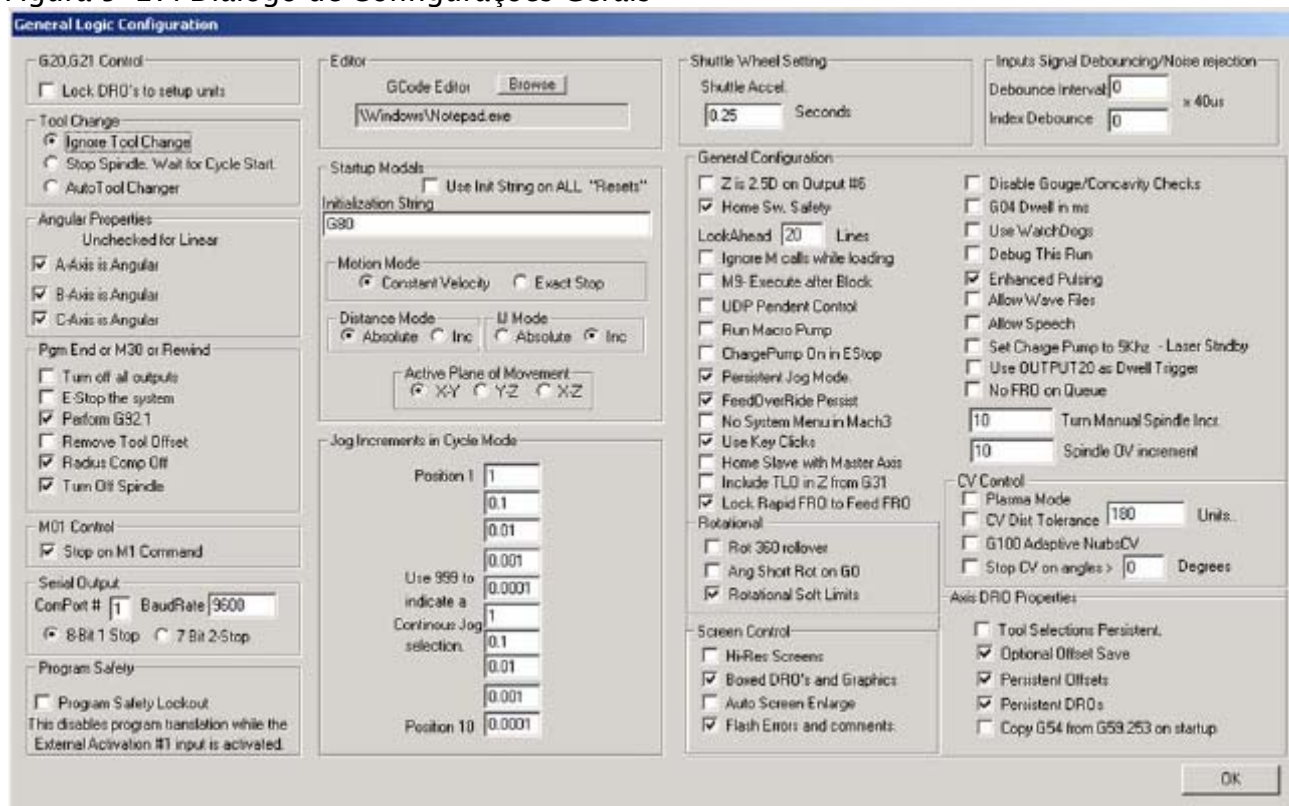 General Logic Configuration
G20,G21 Control
Lock DRO's to setup units
Tool Change
Ignore Tool Change
Stop Spindle. Wait for Cycle Start.
Auto Tool Changer
Angular Properties
Unchecked for Linear
A-Axis is Angular
B-Axis is Angular
C-Axis is Angular
Pgm End or M30 or Rewind
Turn off all outputs
E-Stop the system
Perform G92.1
Remove Tool Offset
Radius Comp Off
Turn Off Spindle
M01 Control
Stop on M1 Command
Serial Output
ComPort # 1 BaudRate 9600
8-Bit 1 Stop 7 Bit 2-Stop
Program Safety
Program Safety Lockout
This disables program translation while the
External Activation #1 input is activated.
Editor
GCode Editor Browse
\Windows\Notepad.exe
Startup Modals
Use Init String on ALL "Resets"
Initialization String
G80
Motion Mode
Constant Velocity Exact Stop
Distance Mode
Absolute Inc
IJ Mode
Absolute Inc
Active Plane of Movement
X-Y Y-Z X-Z
Jog Increments in Cycle Mode
Position 1 1
0.1
0.01
0.001
Use 999 to 0.0001
indicate a
Continous Jog 1
selection. 0.1
0.01
0.001
Position 10 0.0001
Shuttle Wheel Setting
Shuttle Accel.
0.25 Seconds
Inputs Signal Debouncing/Noise rejection
Debounce Interval: 0
x 40us
Index Debounce 0
General Configuration
Z is 2.5D on Output #6
Home Sw. Safety
LookAhead 20 Lines
Ignore M calls while loading
M9- Execute after Block
UDP Pendent Control
Run Macro Pump
ChargePump On in EStop
Persistent Jog Mode.
FeedOverRide Persist
No System Menu in Mach3
Use Key Clicks
Home Slave with Master Axis
Include TLO in Z from G31
Lock Rapid FRO to Feed FRO
Disable Gouge/Concavity Checks
G04 Dwell in ms
Use WatchDogs
Debug This Run
Enhanced Pulsing
Allow Wave Files
Allow Speech
Set Charge Pump to 5Khz - Laser Stndby
Use OUTPUT20 as Dwell Trigger
No FRO on Queue
10 Turn Manual Spindle Incr.
10 Spindle OV increment
Rotational
Rot 360 rollover
Ang Short Rot on G0
Rotational Soft Limits
Screen Control
Hi-Res Screens
Boxed DRO's and Graphics
Auto Screen Enlarge
Flash Errors and comments.
CV Control
Plasma Mode
CV Dist Tolerance 180 Units..
G100 Adaptive NurbsCV
Stop CV on angles > 0 Degrees
Axis DRO Properties
Tool Selections Persistent.
Optional Offset Save
Persistent Offsets
Persistent DROs
Copy G54 from G59.253 on startup
OK